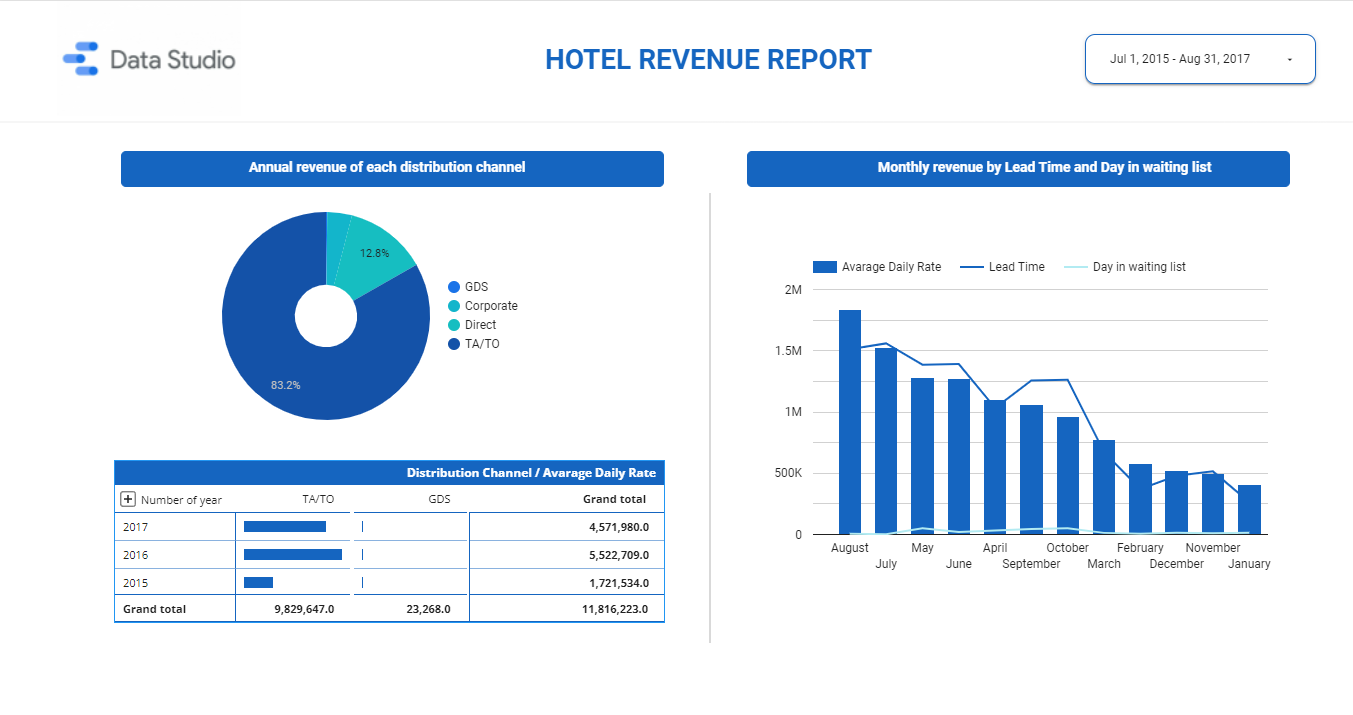 Data Studio
HOTEL REVENUE REPORT
Jul 1, 2015 - Aug 31, 2017
Annual revenue of each distribution channel
12.8%
83.2%
GDS
Corporate
Direct
TA/TO
Distribution Channel / Avarage Daily Rate
+ Number of year TA/TO GDS Grand total
2017 4,571,980.0
2016 5,522,709.0
2015 1,721,534.0
Grand total 9,829,647.0 23,268.0 11,816,223.0
Monthly revenue by Lead Time and Day in waiting list
Avarage Daily Rate Lead Time Day in waiting list
2M
1.5M
1M
500K
0
August May April October February November
July June September March December January